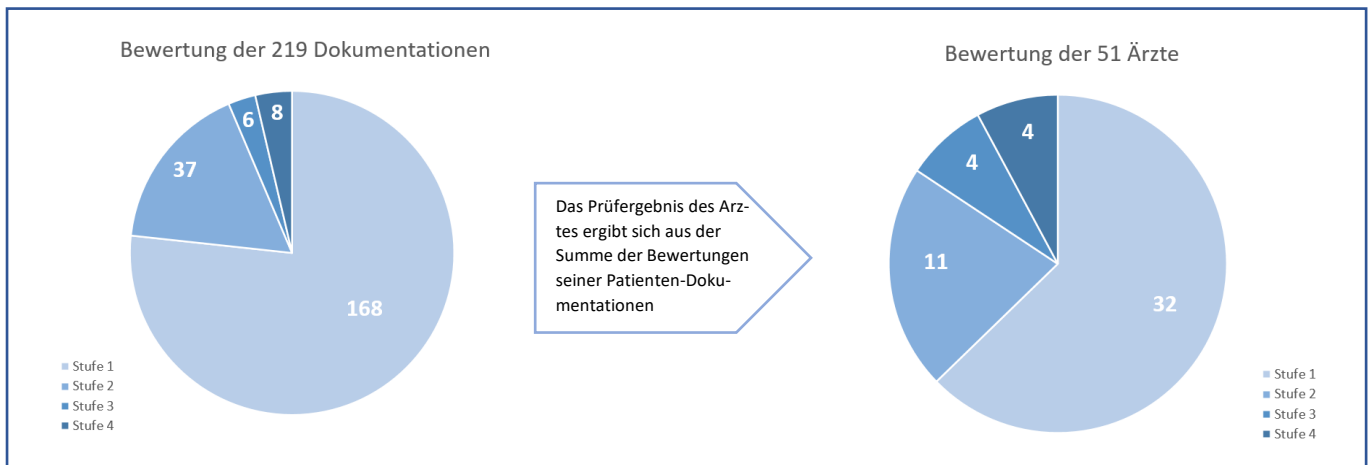 Bewertung der 219 Dokumentationen
6
8
37
168
Stufe 1
Stufe 2
Stufe 3
Stufe 4
Das Prüfergebnis des Arz-
tes ergibt sich aus der
Summe der Bewertungen
seiner Patienten-Doku-
mentationen
Bewertung der 51 Ärzte
4
4
11
32
Stufe 1
Stufe 2
Stufe 3
Stufe 4